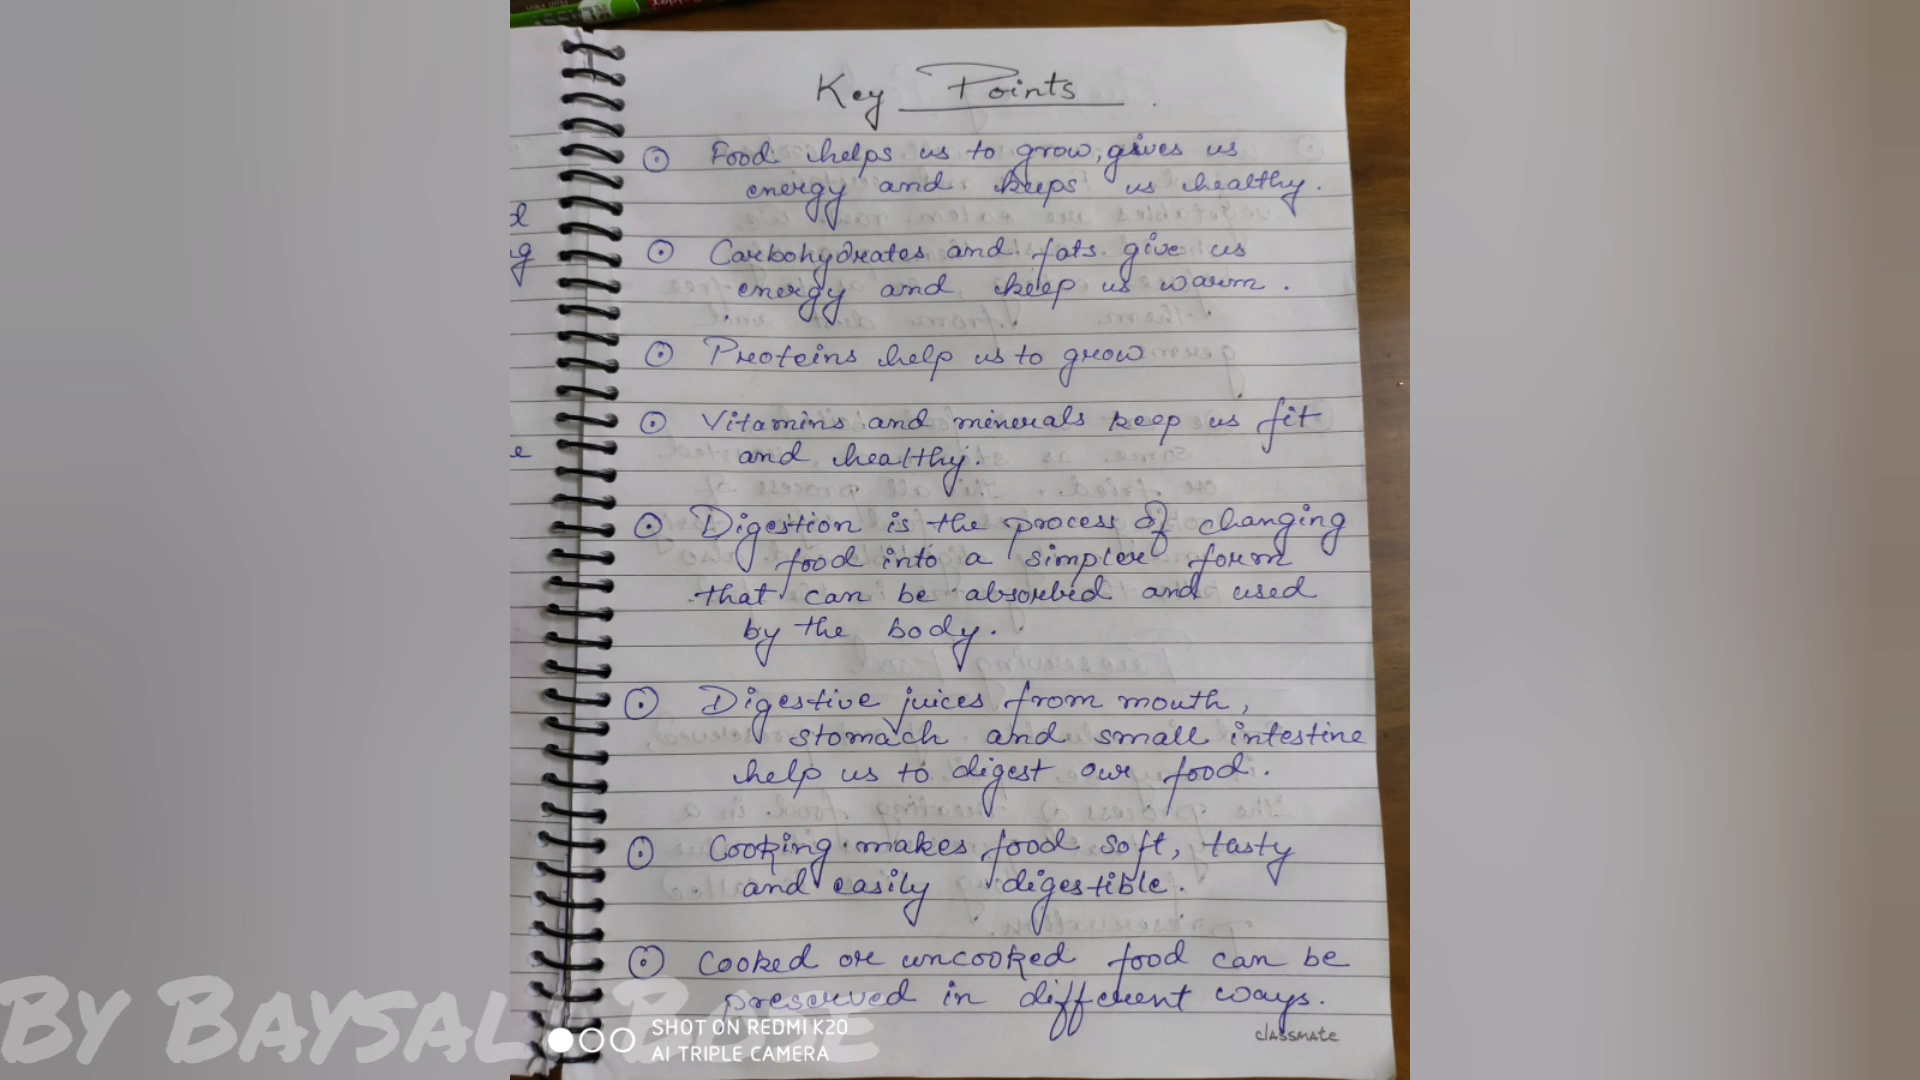 Key Points
Food helps us to grow, gives us
energy and keeps us healthy.
Carbohydrates and fats give us
energy and keep us warm.
Proteins help us to grow
Vitamins and minerals keep us fit
and healthy.
Digestion is the process of changing
food into a simpler form
that can be absorbed and used
by the body.
Digestive juices from mouth,
stomach and small intestine
help us to digest our food.
Cooking makes food soft, tasty
and easily digestible.
Cooked or uncooked food can be
preserved in different ways.
classmate
By Baysal Bose
SHOT ON REDMI K20
AI TRIPLE CAMERA